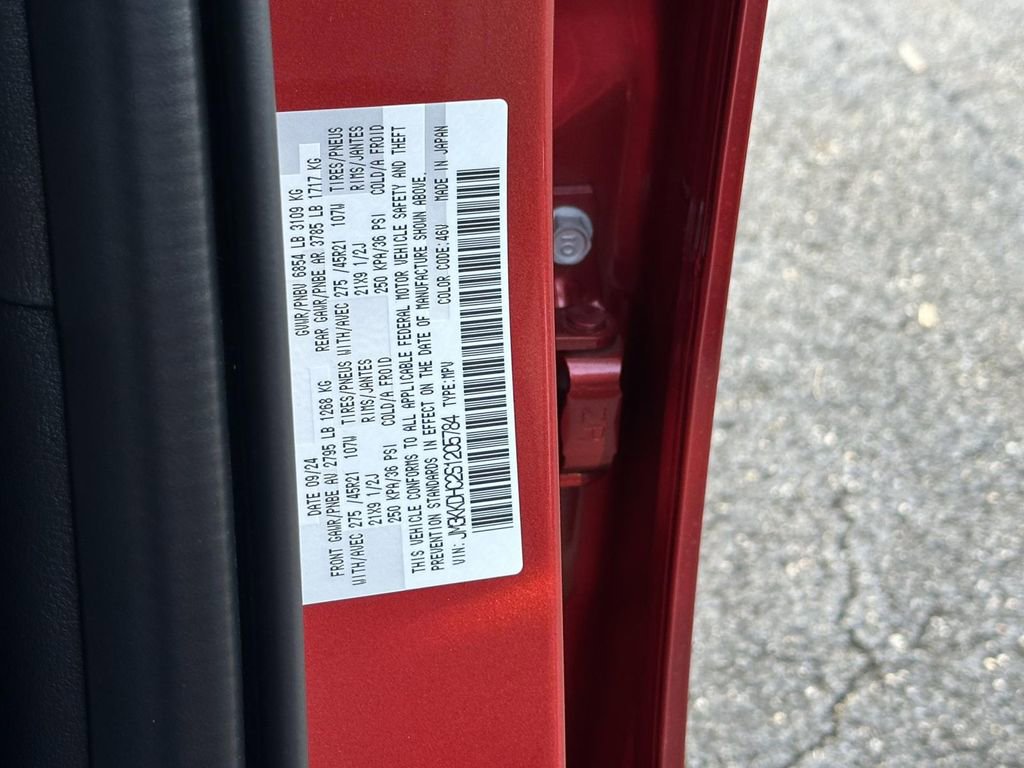 DATE 09/24 GVWR/PNBV 6854 LB 3109 KG
FRONT GAWR/PNBE AV 2795 LB 1268 KG REAR GAWR/PNBE AR 3785 LB 1717 KG
WITH/AVEC 275 /45R21 107W TIRES/PNEUS WITH/AVEC 275 /45R21 107W TIRES/PNEUS
21X9 1/2J RIMS/JANTES 21X9 1/2J RIMS/JANTES
250 KPA/36 PSI COLD/A FROID 250 KPA/36 PSI COLD/A FROID
THIS VEHICLE CONFORMS TO ALL APPLICABLE FEDERAL MOTOR VEHICLE SAFETY AND THEFT
PREVENTION STANDARDS IN EFFECT ON THE DATE OF MANUFACTURE SHOWN ABOVE.
VIN: JM3KKDHC2S1205784 TYPE:MPV COLOR CODE:46V MADE IN JAPAN